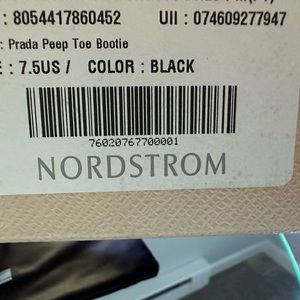 : 8054417860452 UII : 074609277947
: Prada Peep Toe Bootie
E : 7.5US / COLOR : BLACK
76020767700001
NORDSTROM